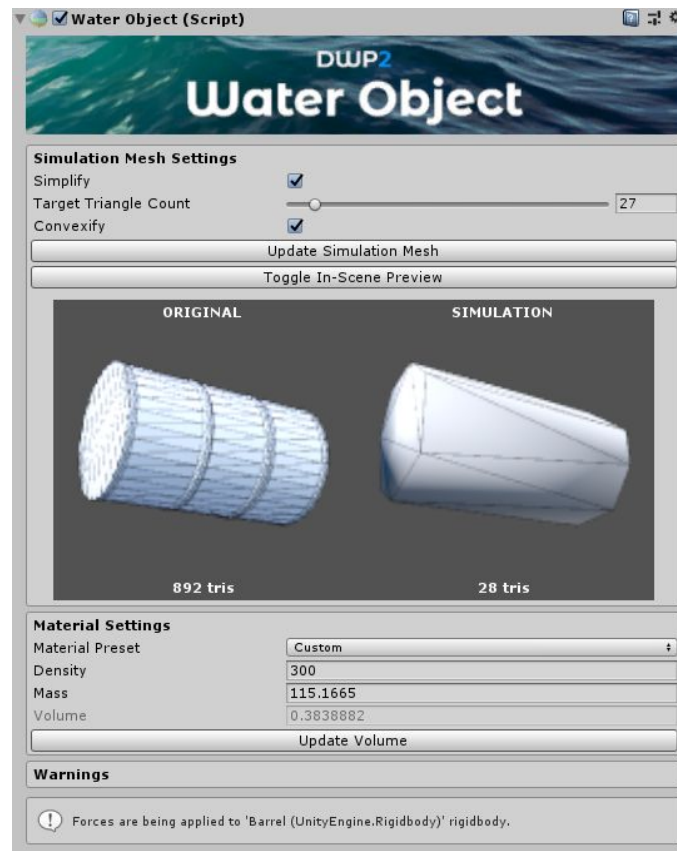 Water Object (Script)
DWP2
Water Object
Simulation Mesh Settings
Simplify
Target Triangle Count 27
Convexify
Update Simulation Mesh
Toggle In-Scene Preview
ORIGINAL SIMULATION
892 tris 28 tris
Material Settings
Material Preset Custom
Density 300
Mass 115.1665
Volume 0.3838882
Update Volume
Warnings
Forces are being applied to 'Barrel (UnityEngine.Rigidbody)' rigidbody.